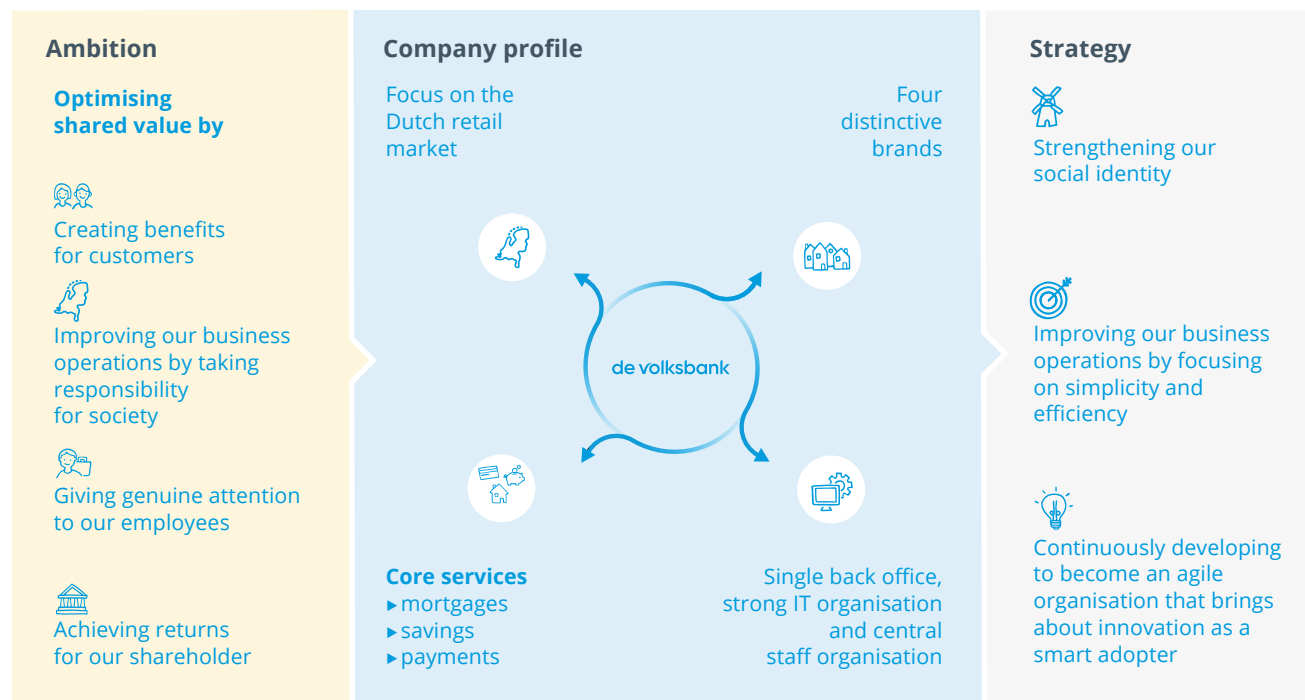 Ambition
Optimising
shared value by
Creating benefits
for customers
Improving our business
operations by taking
responsibility
for society
Giving genuine attention
to our employees
Achieving returns
for our shareholder
Company profile
Focus on the
Dutch retail
market
Four
distinctive
brands
de volksbank
Core services
▸mortgages
▸savings
▸payments
Single back office,
strong IT organisation
and central
staff organisation
Strategy
Strengthening our
social identity
Improving our business
operations by focusing
on simplicity and
efficiency
Continuously developing
to become an agile
organisation that brings
about innovation as a
smart adopter